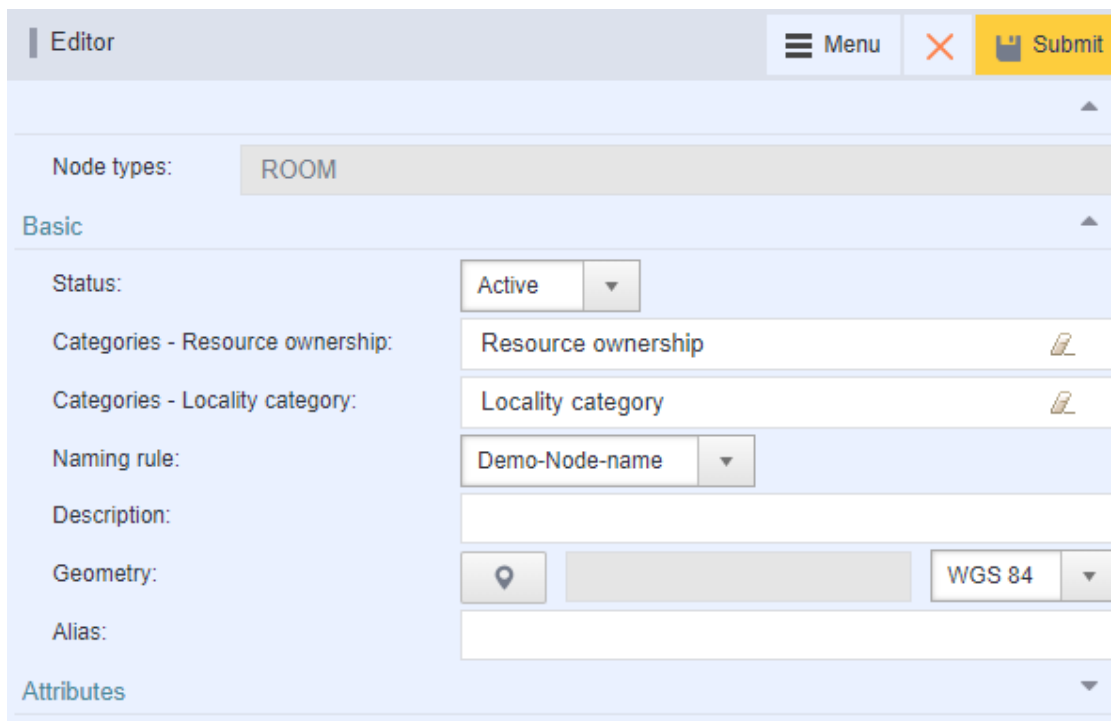 Editor Menu Submit
Node types: ROOM
Basic
Status: Active
Categories - Resource ownership: Resource ownership
Categories - Locality category: Locality category
Naming rule: Demo-Node-name
Description:
Geometry: WGS 84
Alias:
Attributes